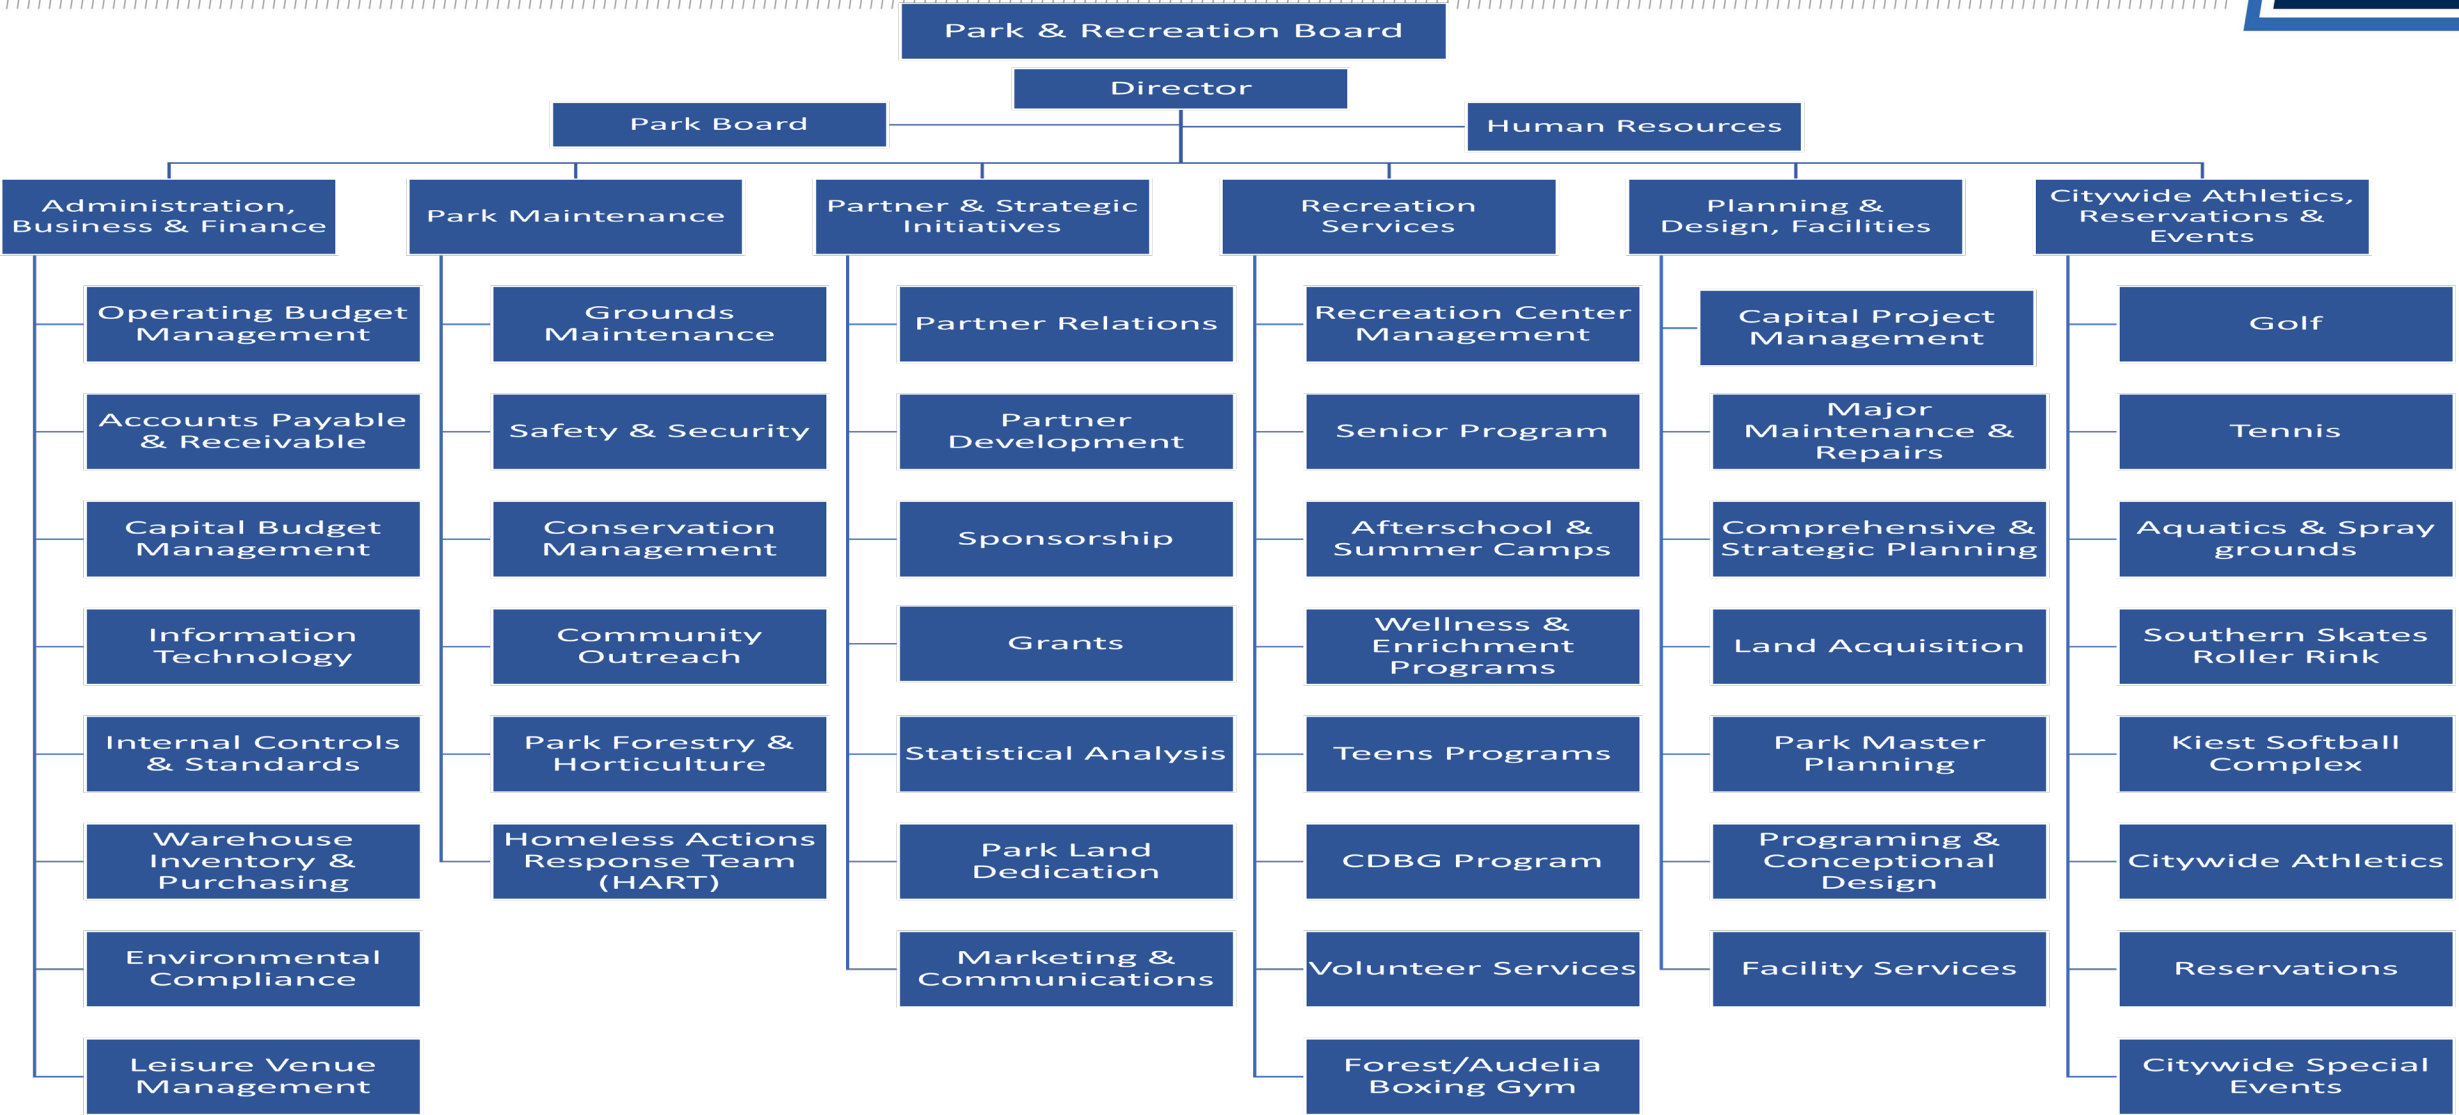 Park & Recreation Board
Director
Park Board
Human Resources
Administration,
Business & Finance
Operating Budget
Management
Accounts Payable
& Receivable
Capital Budget
Management
Information
Technology
Internal Controls
& Standards
Warehouse
Inventory &
Purchasing
Environmental
Compliance
Leisure Venue
Management
Park Maintenance
Grounds
Maintenance
Safety & Security
Conservation
Management
Community
Outreach
Park Forestry &
Horticulture
Homeless Actions
Response Team
(HART)
Partner & Strategic
Initiatives
Partner Relations
Partner
Development
Sponsorship
Grants
Statistical Analysis
Park Land
Dedication
Marketing &
Communications
Recreation
Services
Recreation Center
Management
Senior Program
Afterschool &
Summer Camps
Wellness &
Enrichment
Programs
Teens Programs
CDBG Program
Volunteer Services
Forest/Audelia
Boxing Gym
Planning &
Design, Facilities
Capital Project
Management
Major
Maintenance &
Repairs
Comprehensive &
Strategic Planning
Land Acquisition
Park Master
Planning
Programing &
Conceptional
Design
Facility Services
Citywide Athletics,
Reservations &
Events
Golf
Tennis
Aquatics & Spray
grounds
Southern Skates
Roller Rink
Kiest Softball
Complex
Citywide Athletics
Reservations
Citywide Special
Events